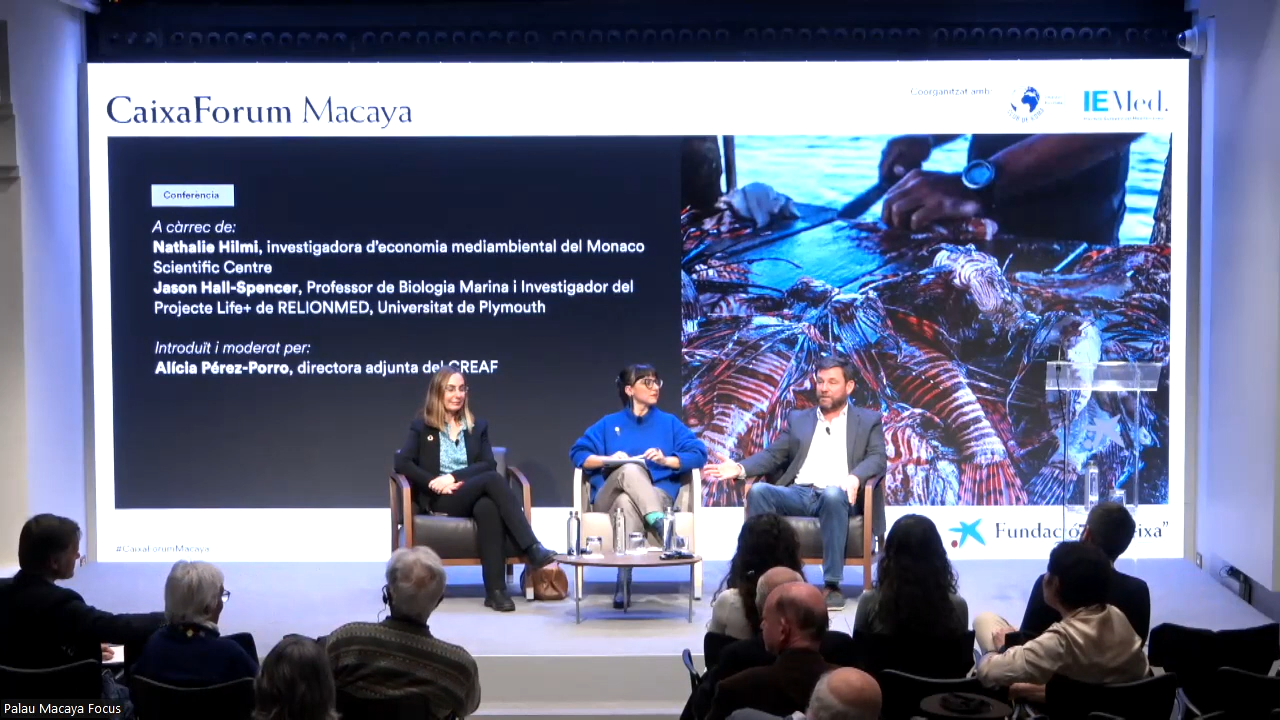 CaixaForum Macaya
Coorganitzat amb:
IEMed.
Conferència
A càrrec de:
Nathalie Hilmi, investigadora d'economia mediambiental del Monaco
Scientific Centre
Jason Hall-Spencer, Professor de Biologia Marina i Investigador del
Projecte Life+ de RELIONMED, Universitat de Plymouth
Introduït i moderat per:
Alícia Pérez-Porro, directora adjunta del CREAF
#CaixaForumMacaya
Fundació
Palau Macaya Focus